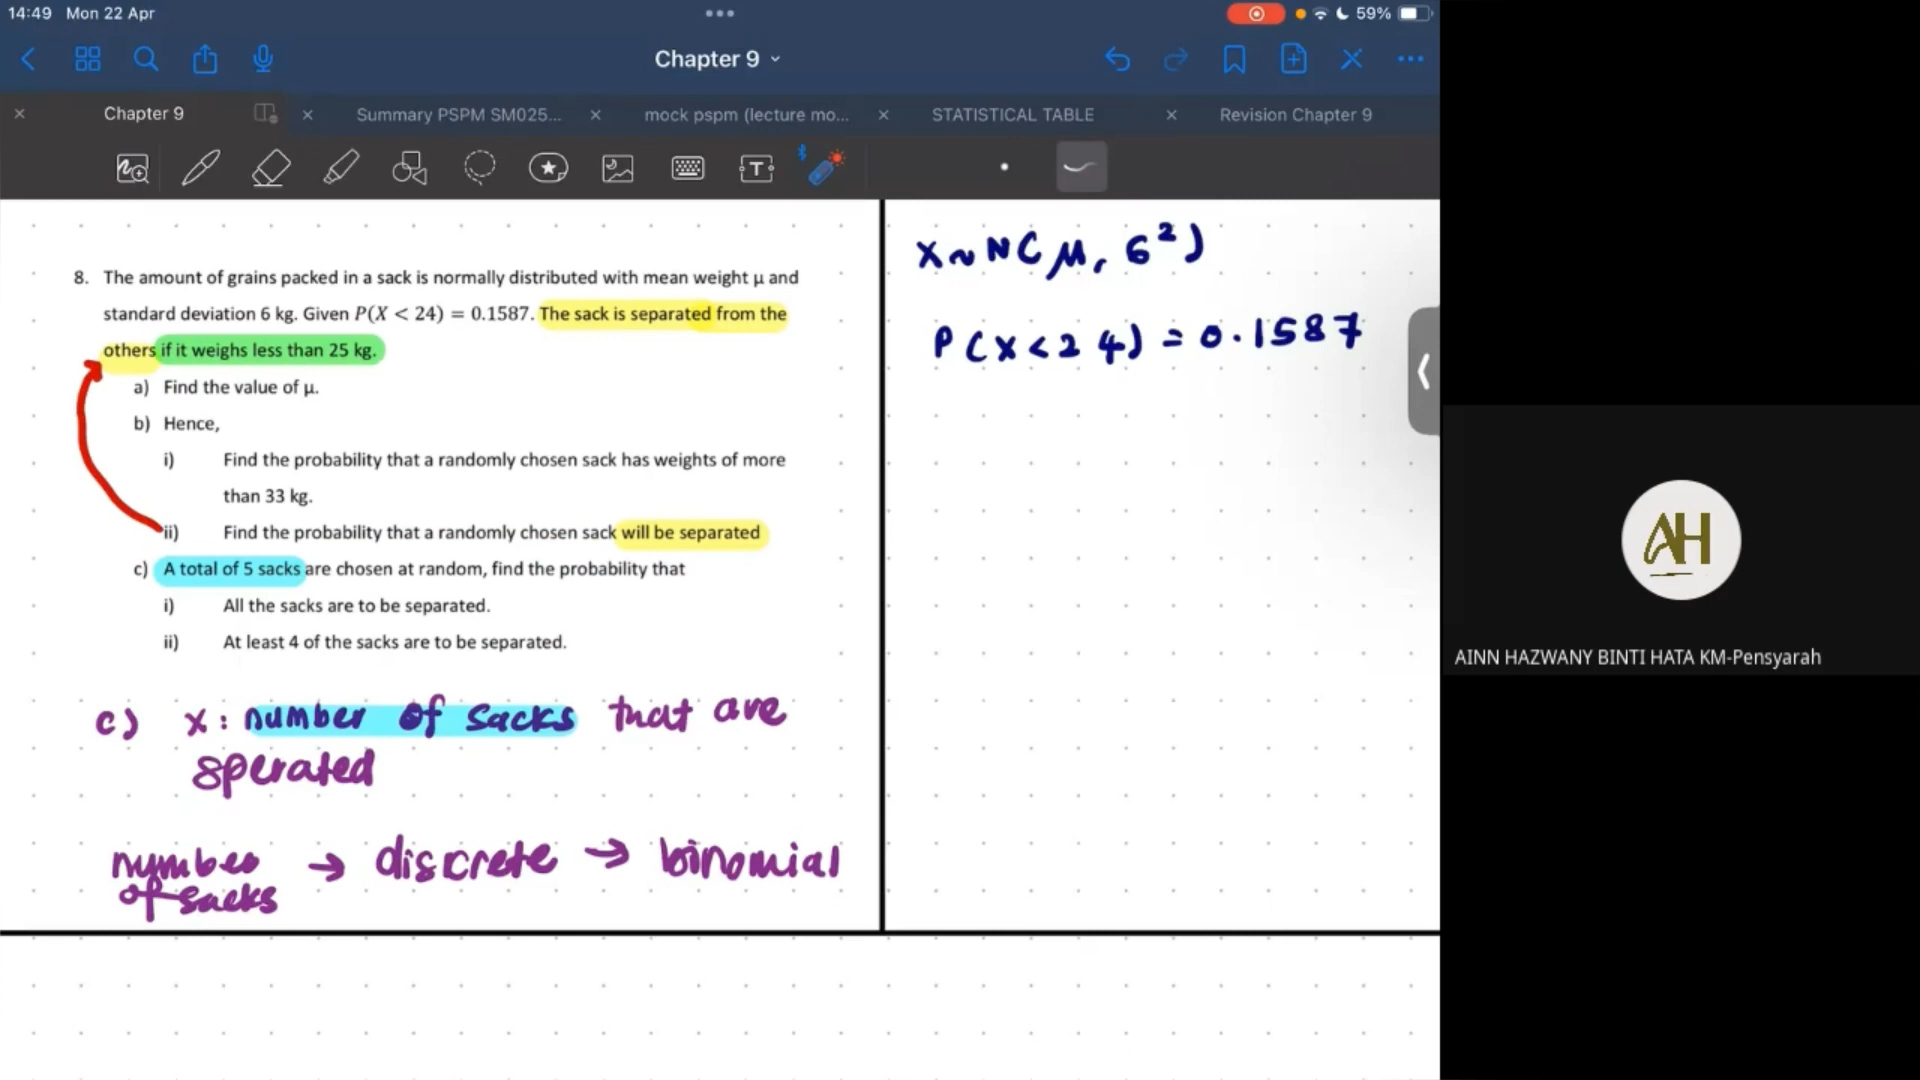 14:49 Mon 22 Apr
59%
Chapter 9
Chapter 9
Summary PSPM SM025...
mock pspm (lecture mo...
STATISTICAL TABLE
Revision Chapter 9
8. The amount of grains packed in a sack is normally distributed with mean weight μ and
standard deviation 6 kg. Given P(X < 24) = 0.1587. The sack is separated from the
others if it weighs less than 25 kg.
a) Find the value of μ.
b) Hence,
i) Find the probability that a randomly chosen sack has weights of more
than 33 kg.
ii) Find the probability that a randomly chosen sack will be separated
c) A total of 5 sacks are chosen at random, find the probability that
i) All the sacks are to be separated.
ii) At least 4 of the sacks are to be separated.
c) X : number of sacks that are
sperated
number → discrete → binomial
of sacks
X ~ N ( μ, 6²)
P ( X < 2 4 ) = 0.1587
AH
AINN HAZWANY BINTI HATA KM-Pensyarah